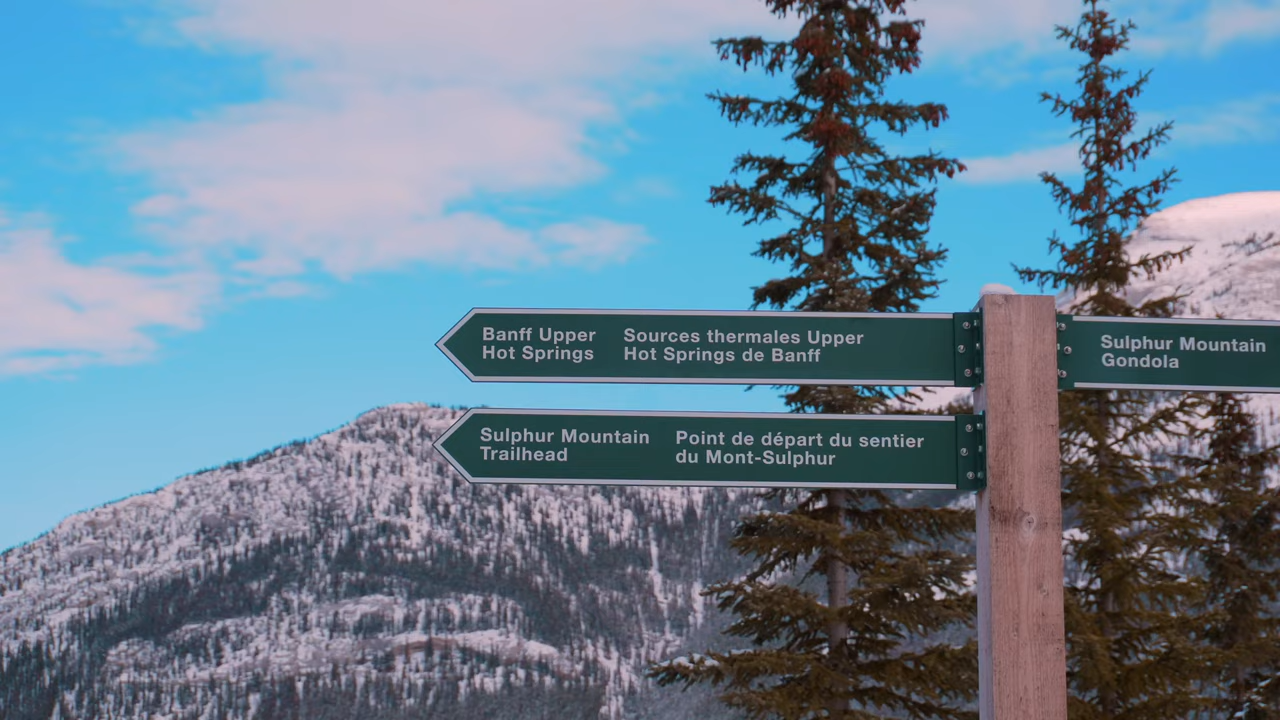 Banff Upper
Hot Springs
Sources thermales Upper
Hot Springs de Banff
Sulphur Mountain
Gondola
Sulphur Mountain
Trailhead
Point de départ du sentier
du Mont-Sulphur